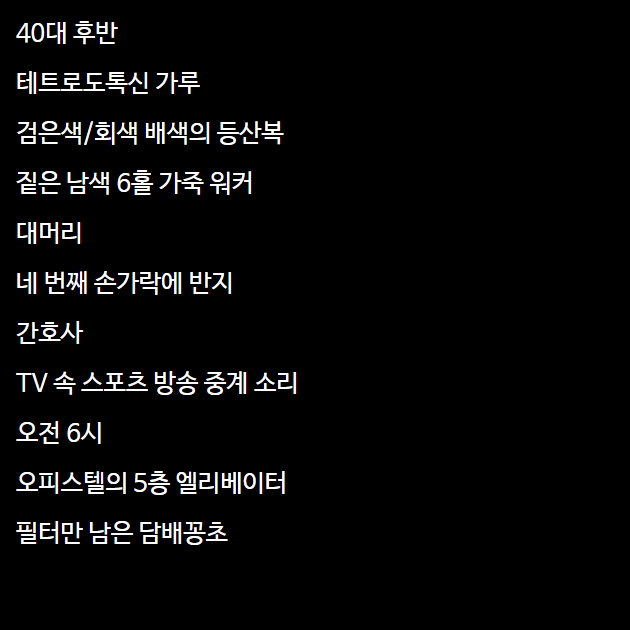 40대 후반
테트로도톡신 가루
검은색/회색 배색의 등산복
짙은 남색 6홀 가죽 워커
대머리
네 번째 손가락에 반지
간호사
TV 속 스포츠 방송 중계 소리
오전 6시
오피스텔의 5층 엘리베이터
필터만 남은 담배꽁초